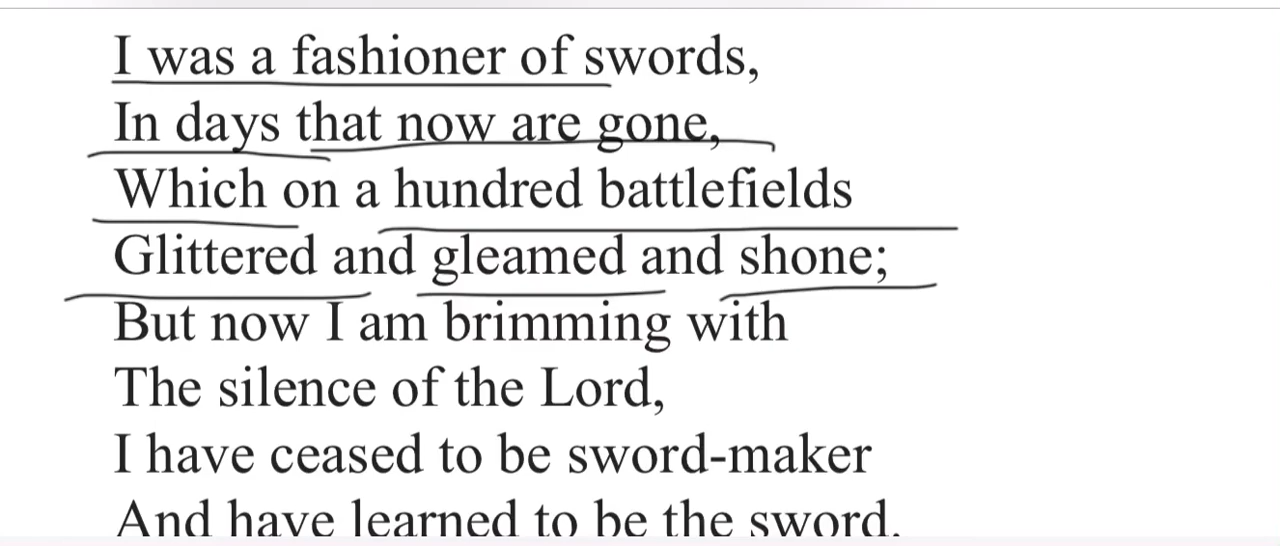 I was a fashioner of swords,
In days that now are gone,
Which on a hundred battlefields
Glittered and gleamed and shone;
But now I am brimming with
The silence of the Lord,
I have ceased to be sword-maker
And have learned to be the sword.